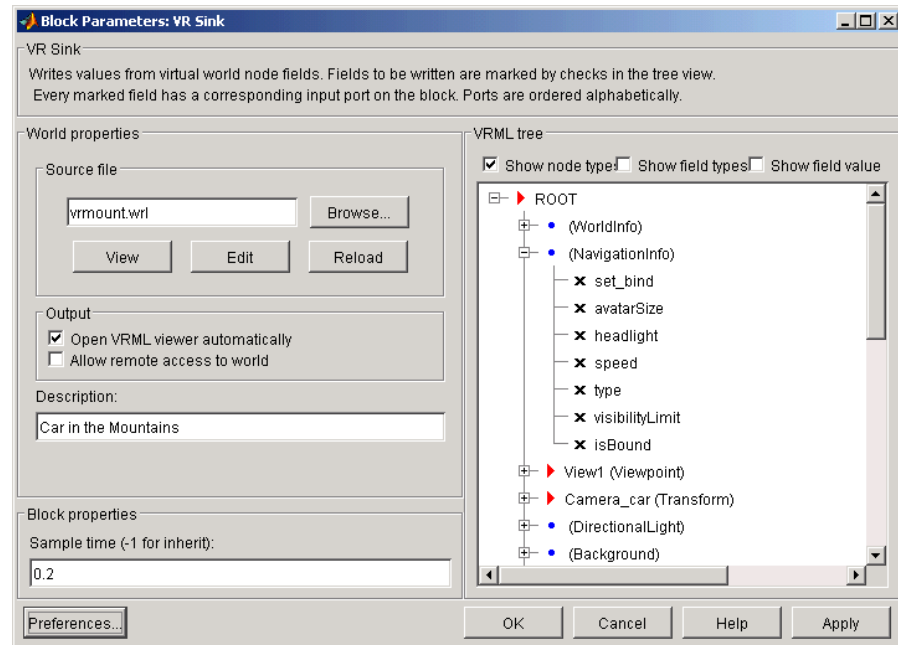 Block Parameters: VR Sink
VR Sink
Writes values from virtual world node fields. Fields to be written are marked by checks in the tree view.
Every marked field has a corresponding input port on the block. Ports are ordered alphabetically.
World properties
Source file
vrmount.wrl
Browse...
View
Edit
Reload
Output
Open VRML viewer automatically
Allow remote access to world
Description:
Car in the Mountains
Block properties
Sample time (-1 for inherit):
0.2
VRML tree
Show node type
Show field types
Show field value
ROOT
(WorldInfo)
(NavigationInfo)
set_bind
avatarSize
headlight
speed
type
visibilityLimit
isBound
View1 (Viewpoint)
Camera_car (Transform)
(DirectionalLight)
(Background)
Preferences...
OK
Cancel
Help
Apply